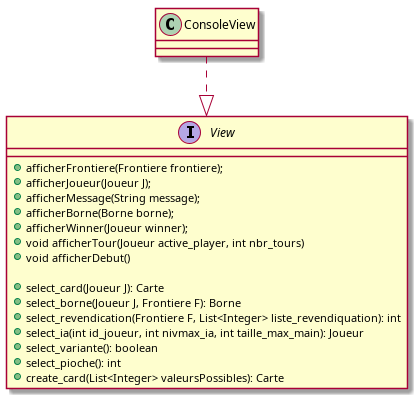 C ConsoleView
I View
afficherFrontiere(Frontiere frontiere);
afficherJoueur(Joueur J);
afficherMessage(String message);
afficherBorne(Borne borne);
afficherWinner(Joueur winner);
void afficherTour(Joueur active_player, int nbr_tours)
void afficherDebut()
select_card(Joueur J): Carte
select_borne(Joueur J, Frontiere F): Borne
select_revendication(Frontiere F, List<Integer> liste_revendiquation): int
select_ia(int id_joueur, int nivmax_ia, int taille_max_main): Joueur
select_variante(): boolean
select_pioche(): int
create_card(List<Integer> valeursPossibles): Carte